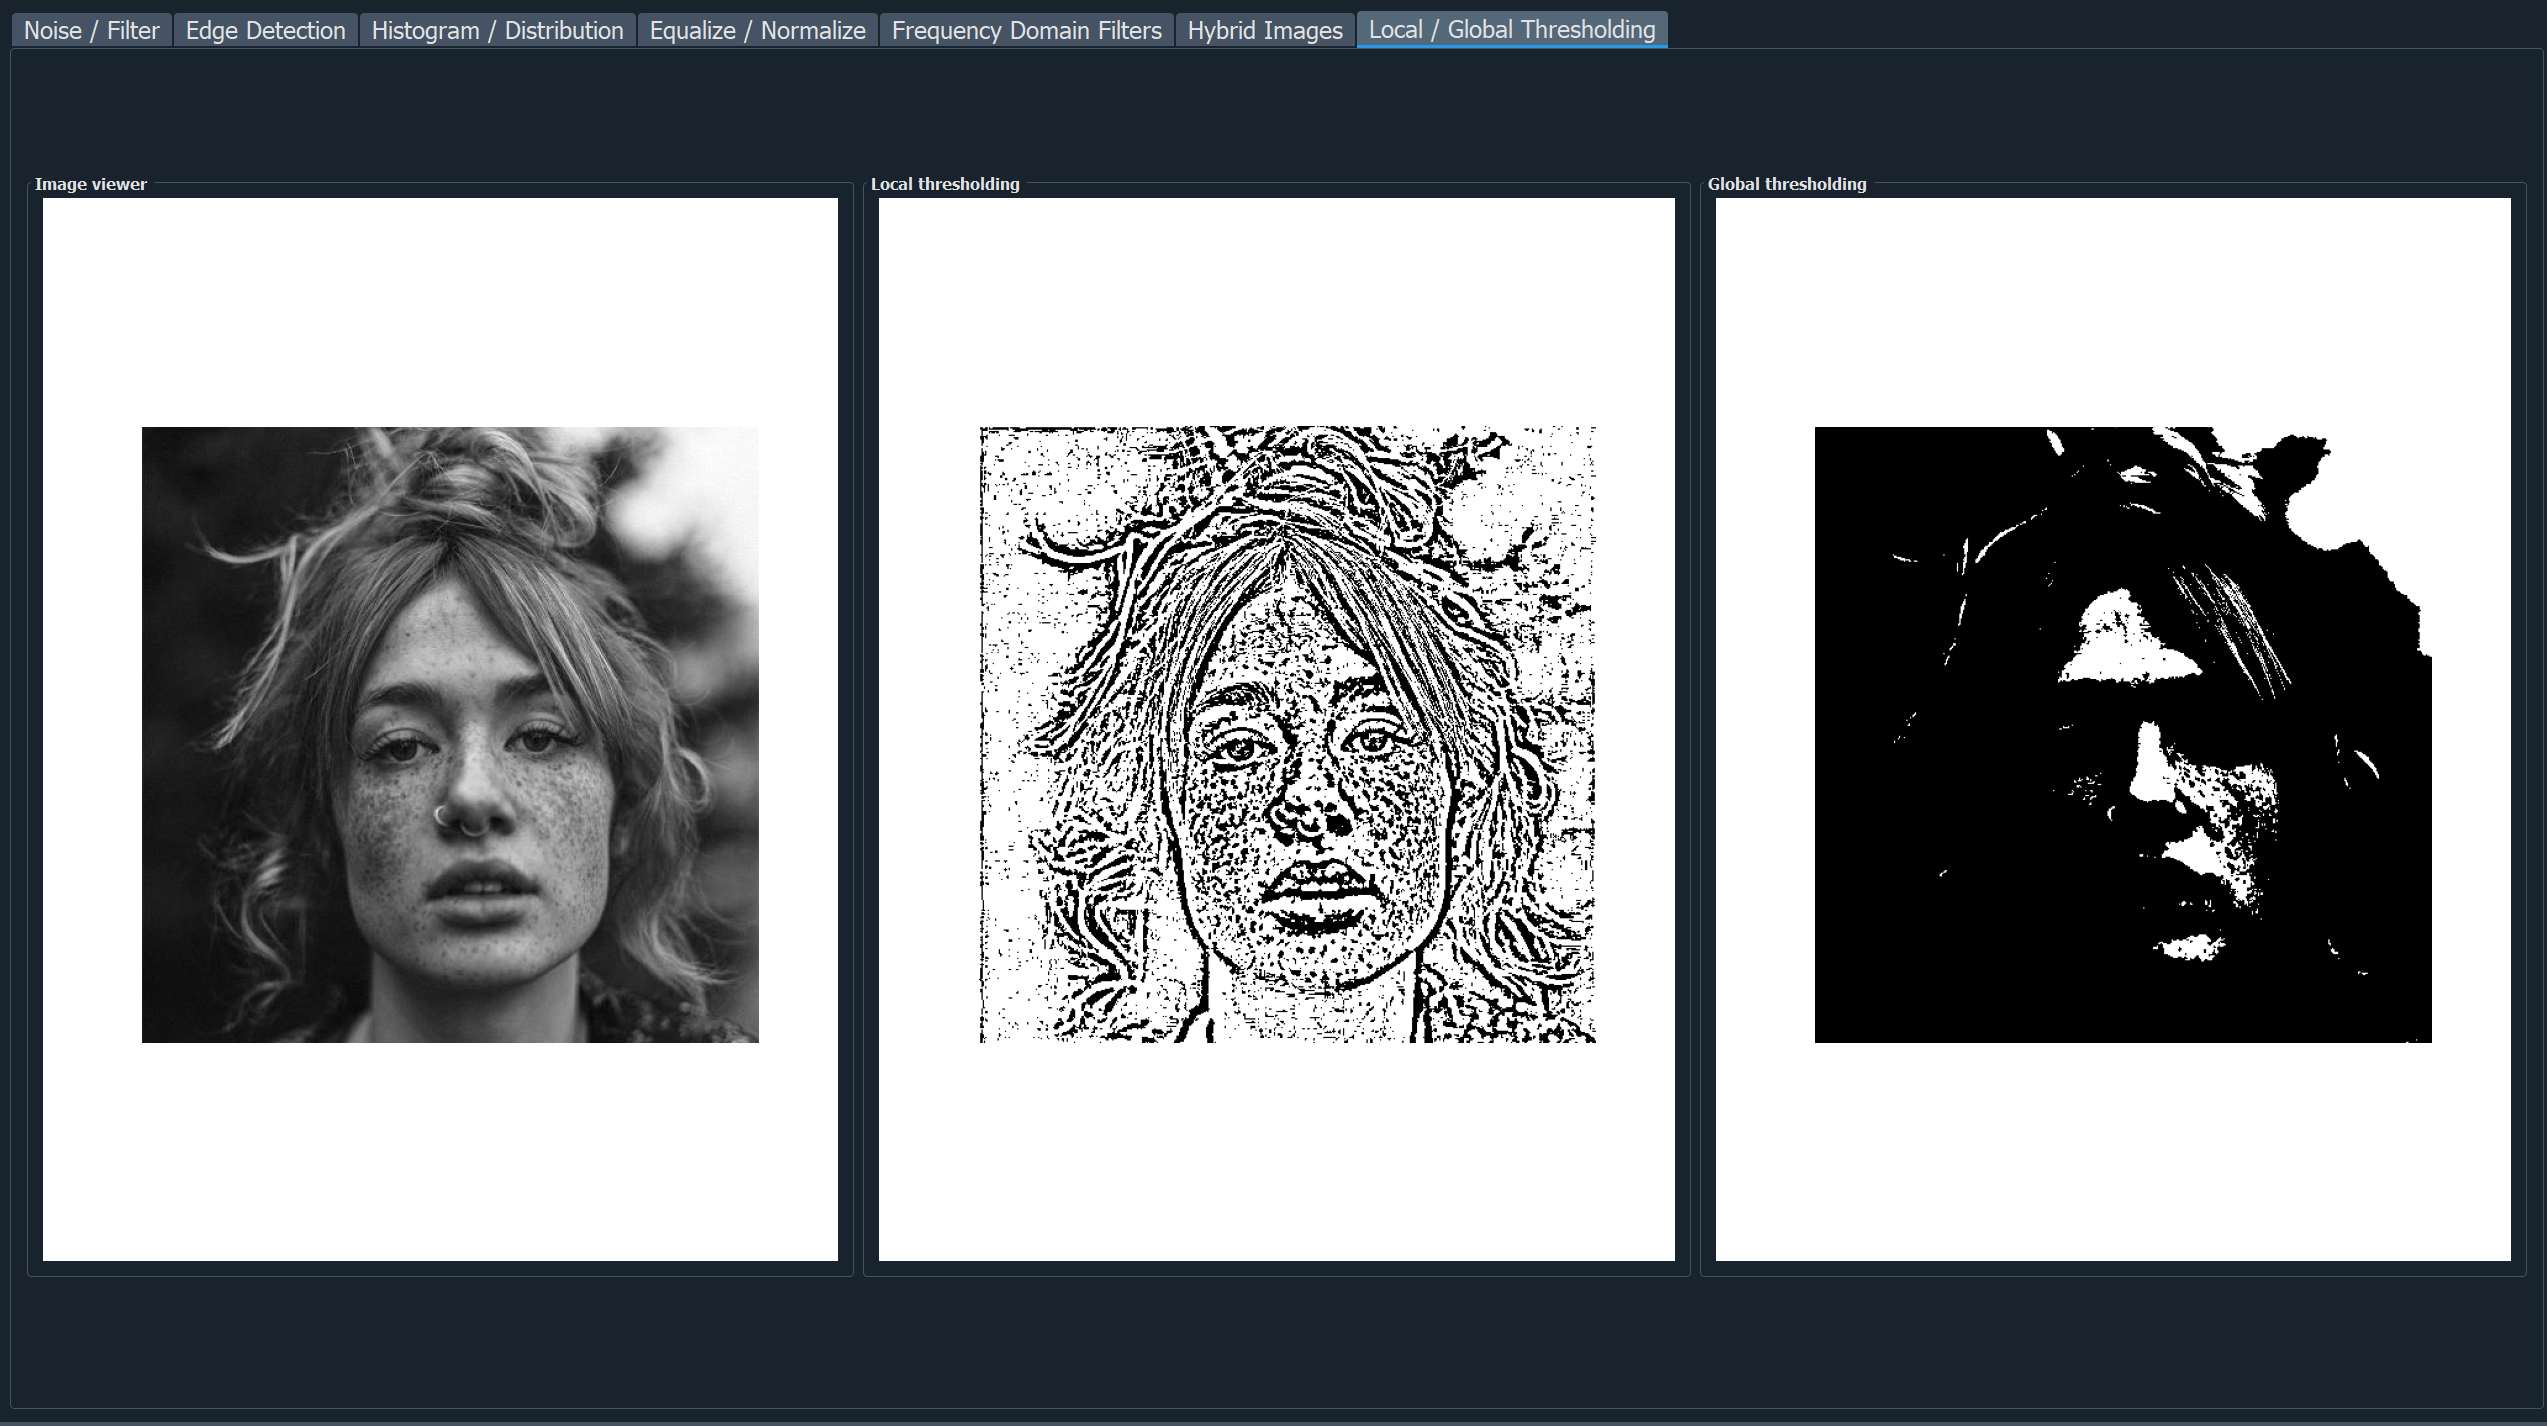 Noise / Filter Edge Detection Histogram / Distribution Equalize / Normalize Frequency Domain Filters Hybrid Images Local / Global Thresholding
Image viewer Local thresholding Global thresholding